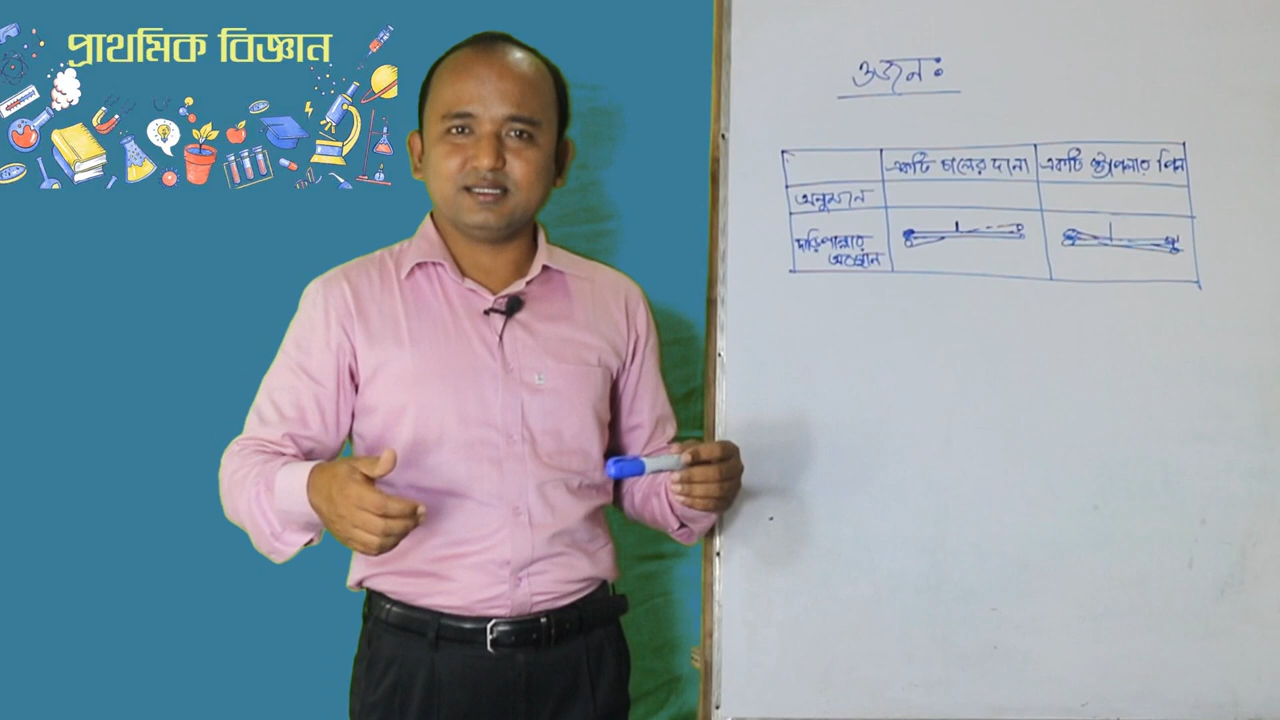 প্রাথমিক বিজ্ঞান
ওজন:
একটি চালের দানা একটি স্ট্যাপলার পিন
অনুমান
দাড়িপাল্লার
অবস্থান